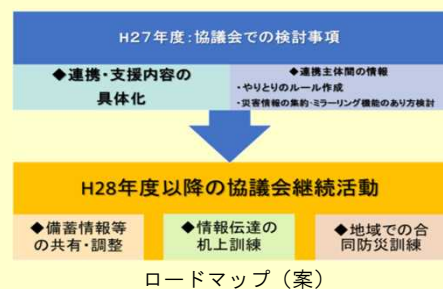 H27年度：協議会での検討事項
◆連携・支援内容の
具体化
◆連携主体間の情報
・やりとりのルール作成
・災害情報の集約・ミラーリング機能のあり方検討
H28年度以降の協議会継続活動
◆備蓄情報等
の共有・調整
◆情報伝達の
机上訓練
◆地域での合
同防災訓練
ロードマップ（案）